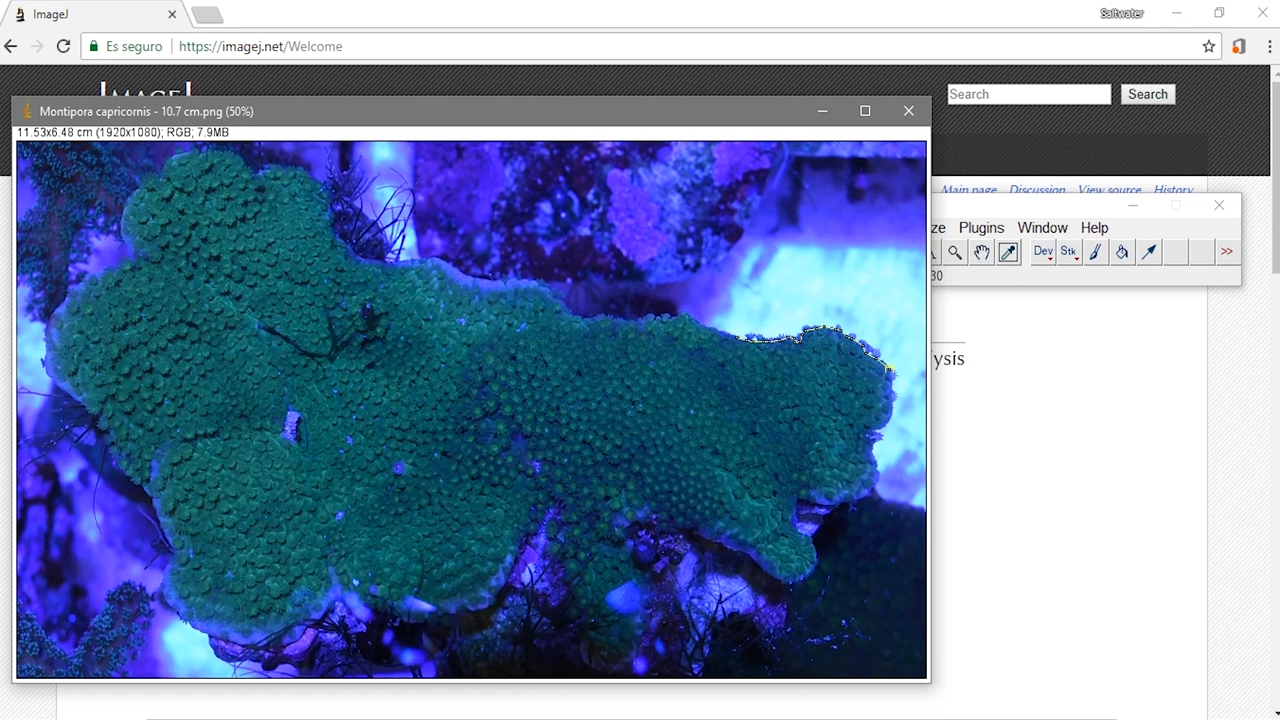 ImageJ
Saltwater
Es seguro
https://imagej.net/Welcome
Search
Search
Montipora capricornis - 10.7 cm.png (50%)
11.53x6.48 cm (1920x1080); RGB; 7.9MB
Main page Discussion View source History
ze Plugins Window Help
Dev Stk >>
30
ysis